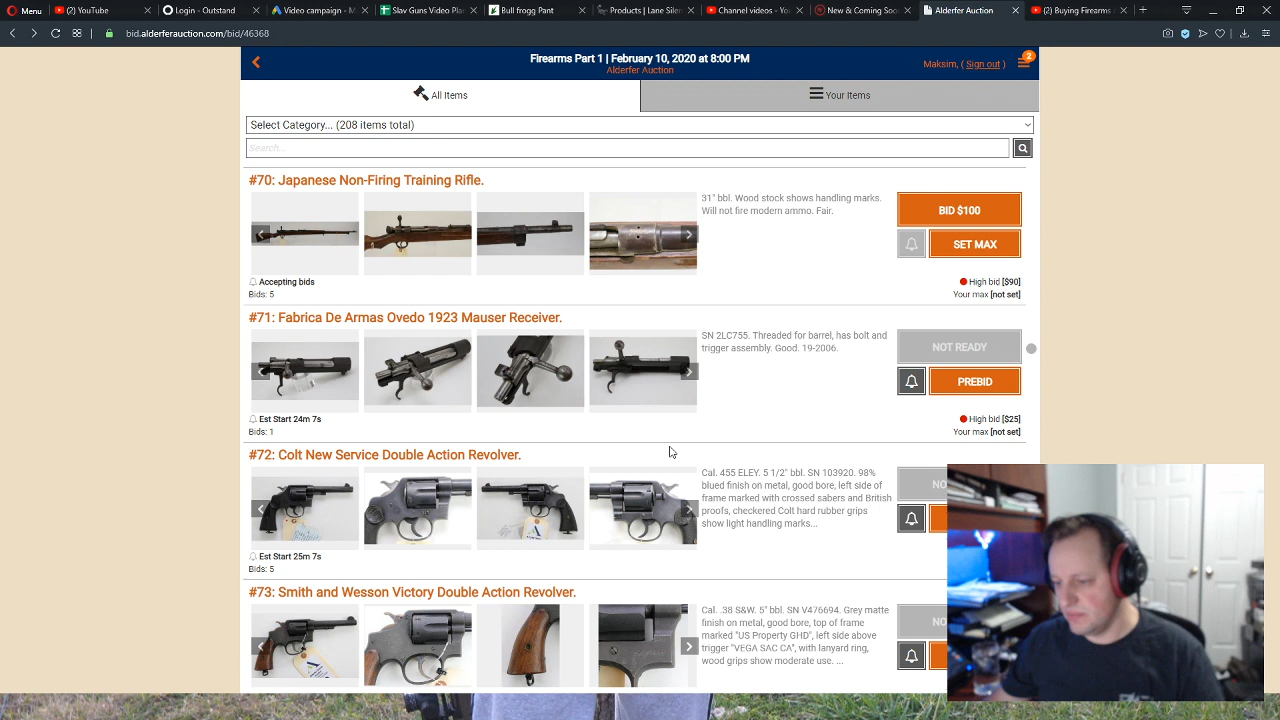 Menu
(2) YouTube
Login - Outstand
Video campaign - M
Slav Guns Video Plan
Bull frogg Pant
Products | Lane Silen
Channel videos - Yo
New & Coming Soo
Alderfer Auction
(2) Buying Firearms
bid.alderferauction.com/bid/46368
Firearms Part 1 | February 10, 2020 at 8:00 PM
Alderfer Auction
Maksim, ( Sign out )
2
All Items
Your Items
Select Category... (208 items total)
Search...
#70: Japanese Non-Firing Training Rifle.
31" bbl. Wood stock shows handling marks.
Will not fire modern ammo. Fair.
BID $100
SET MAX
Accepting bids
Bids: 5
High bid [$90]
Your max [not set]
#71: Fabrica De Armas Ovedo 1923 Mauser Receiver.
SN 2LC755. Threaded for barrel, has bolt and
trigger assembly. Good. 19-2006.
NOT READY
PREBID
Est Start 24m 7s
Bids: 1
High bid [$25]
Your max [not set]
#72: Colt New Service Double Action Revolver.
Cal. 455 ELEY. 5 1/2" bbl. SN 103920. 98%
blued finish on metal, good bore, left side of
frame marked with crossed sabers and British
proofs, checkered Colt hard rubber grips
show light handling marks...
NO
Est Start 25m 7s
Bids: 5
#73: Smith and Wesson Victory Double Action Revolver.
Cal. .38 S&W. 5" bbl. SN V476694. Grey matte
finish on metal, good bore, top of frame
marked "US Property GHD", left side above
trigger "VEGA SAC CA", with lanyard ring,
wood grips show moderate use. ...
NO